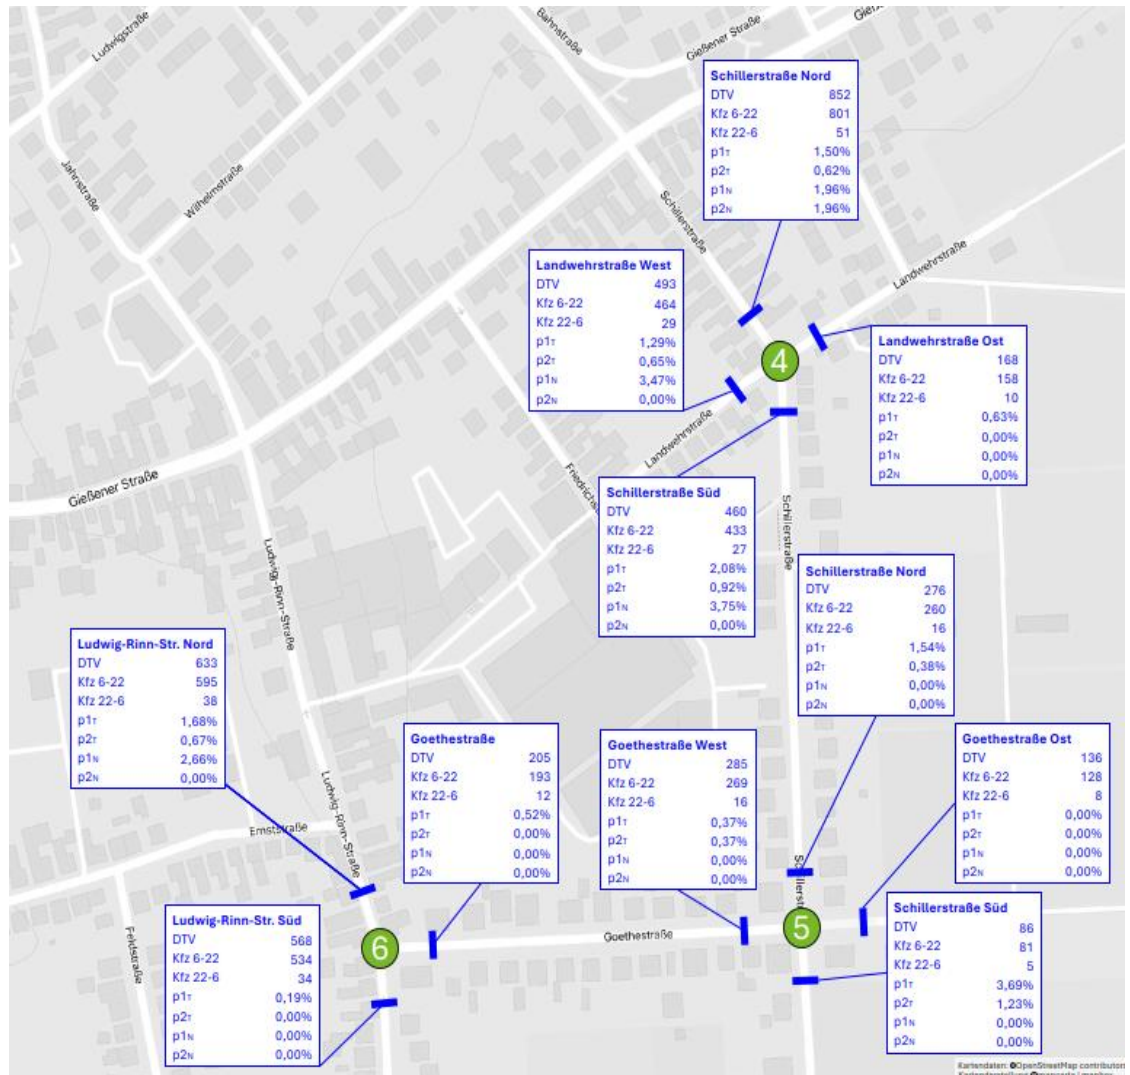 Ludwigstraße
Bahnstraße
Gießener Straße
Jahnstraße
Wilhelmstraße
Schillerstraße Nord
DTV 852
Kfz 6-22 801
Kfz 22-6 51
p1T 1,50%
p2T 0,62%
p1N 1,96%
p2N 1,96%
Schillerstraße
Landwehrstraße
Landwehrstraße West
DTV 493
Kfz 6-22 464
Kfz 22-6 29
p1T 1,29%
p2T 0,65%
p1N 3,47%
p2N 0,00%
4
Landwehrstraße Ost
DTV 168
Kfz 6-22 158
Kfz 22-6 10
p1T 0,63%
p2T 0,00%
p1N 0,00%
p2N 0,00%
Landwehrstraße
Gießener Straße
Schillerstraße Süd
DTV 460
Kfz 6-22 433
Kfz 22-6 27
p1T 2,08%
p2T 0,92%
p1N 3,75%
p2N 0,00%
Schillerstraße
Ludwig-Rinn-Straße
Schillerstraße Nord
DTV 276
Kfz 6-22 260
Kfz 22-6 16
p1T 1,54%
p2T 0,38%
p1N 0,00%
p2N 0,00%
Ludwig-Rinn-Str. Nord
DTV 633
Kfz 6-22 595
Kfz 22-6 38
p1T 1,68%
p2T 0,67%
p1N 2,66%
p2N 0,00%
Goethestraße
DTV 205
Kfz 6-22 193
Kfz 22-6 12
p1T 0,52%
p2T 0,00%
p1N 0,00%
p2N 0,00%
Goethestraße West
DTV 285
Kfz 6-22 269
Kfz 22-6 16
p1T 0,37%
p2T 0,37%
p1N 0,00%
p2N 0,00%
Goethestraße Ost
DTV 136
Kfz 6-22 128
Kfz 22-6 8
p1T 0,00%
p2T 0,00%
p1N 0,00%
p2N 0,00%
Ludwig-Rinn-Straße
Ernststraße
Ludwig-Rinn-Str. Süd
DTV 568
Kfz 6-22 534
Kfz 22-6 34
p1T 0,19%
p2T 0,00%
p1N 0,00%
p2N 0,00%
Feldstraße
6
Goethestraße
5
Schillerstraße Süd
DTV 86
Kfz 6-22 81
Kfz 22-6 5
p1T 3,69%
p2T 1,23%
p1N 0,00%
p2N 0,00%
Kartendaten: ©OpenStreetMap contributors